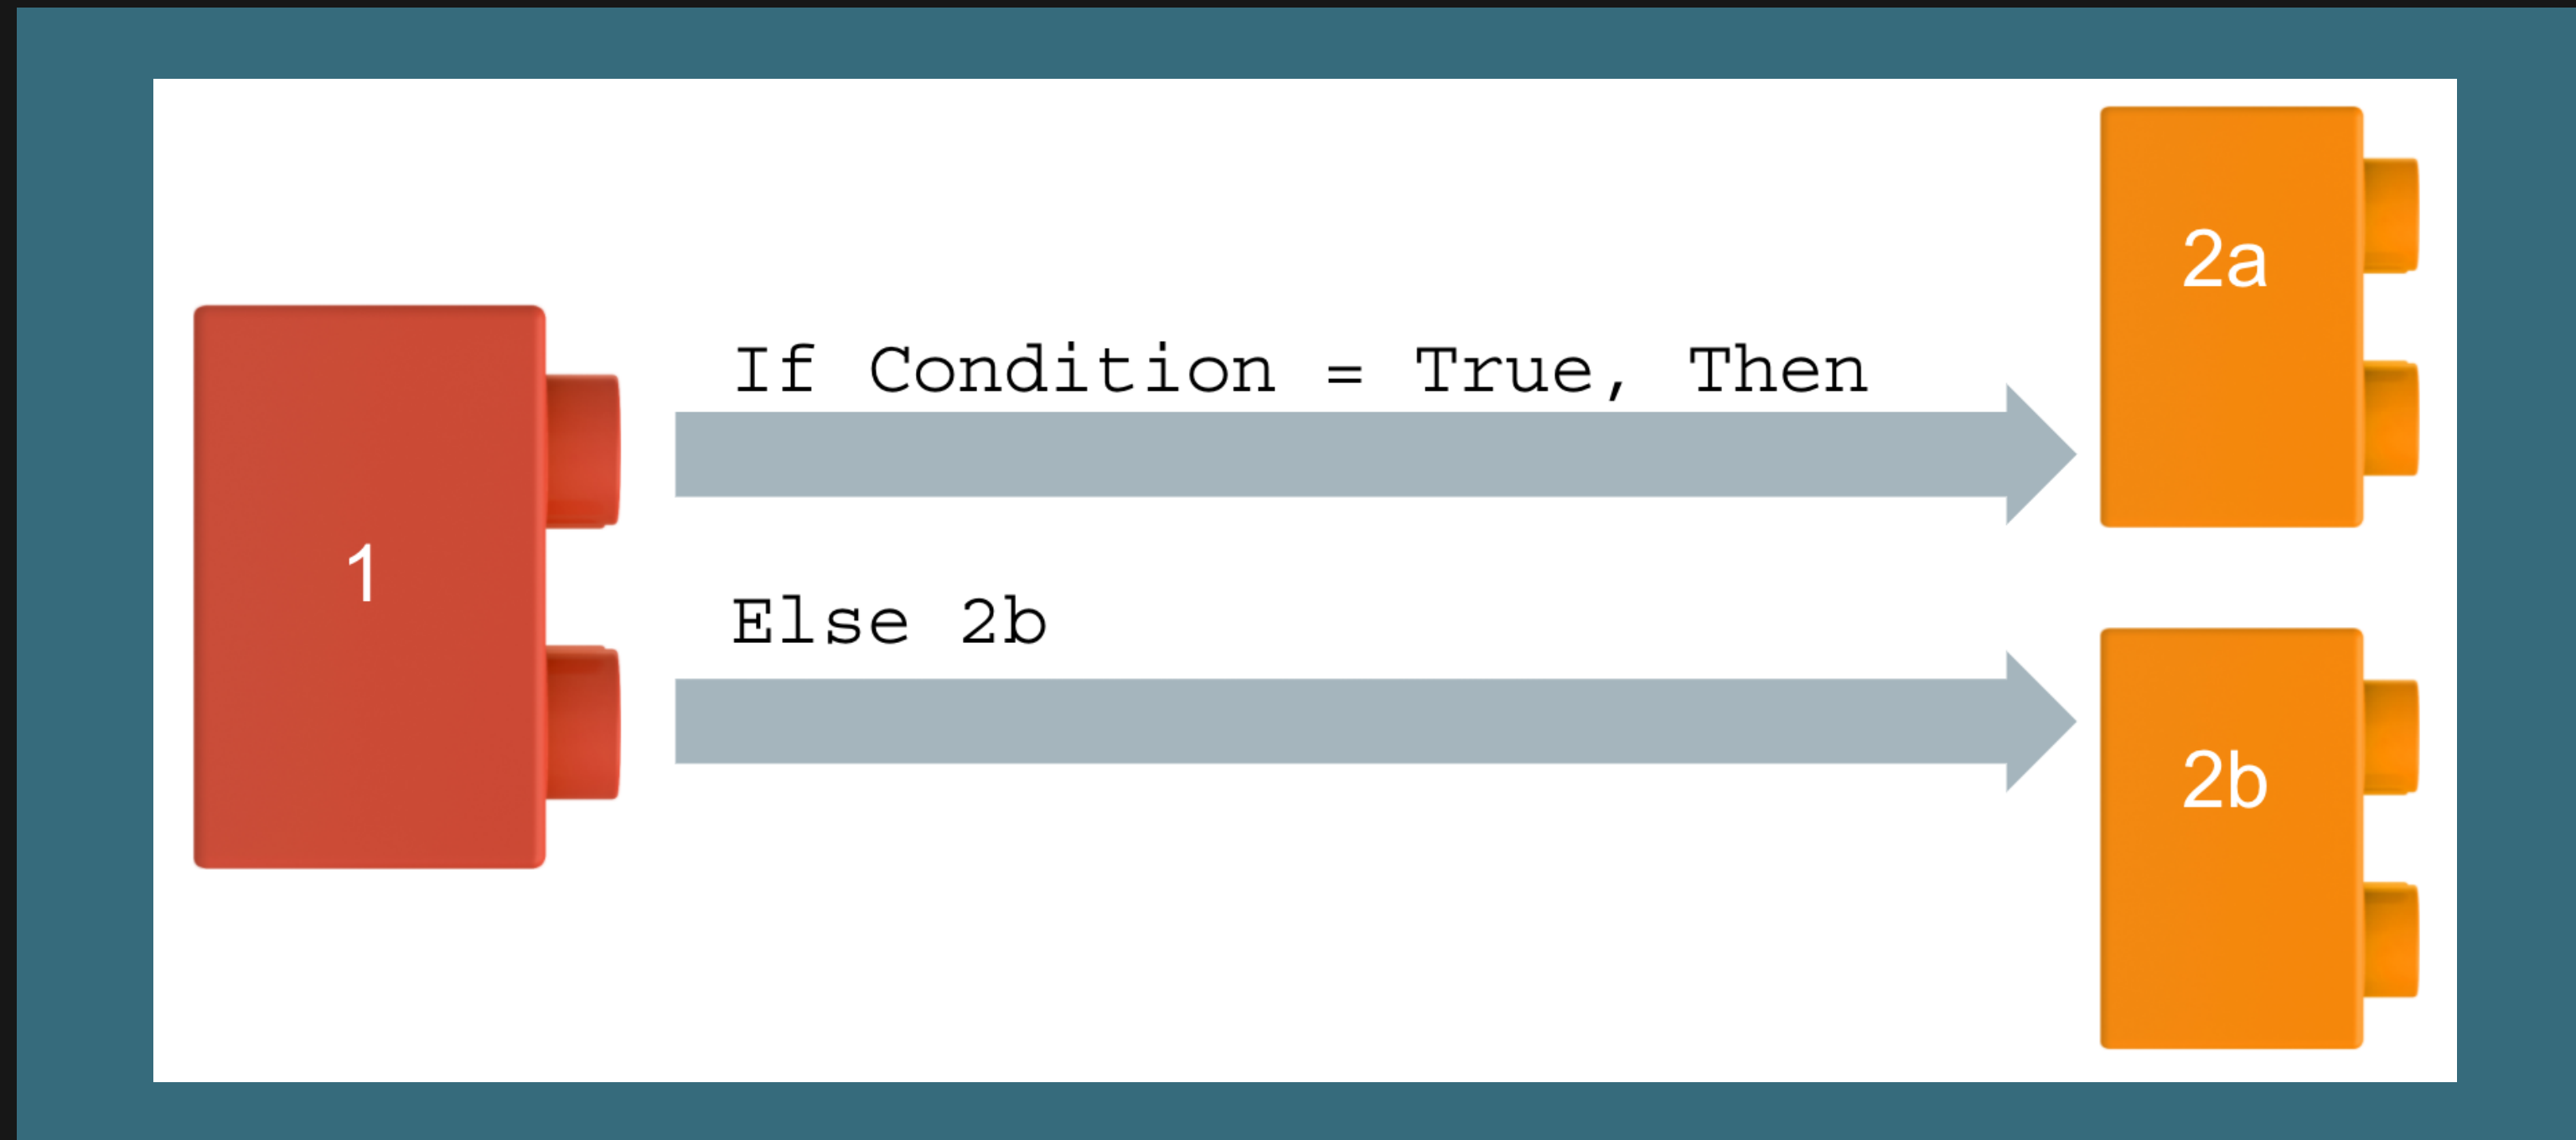 1
If Condition = True, Then
2a
Else 2b
2b